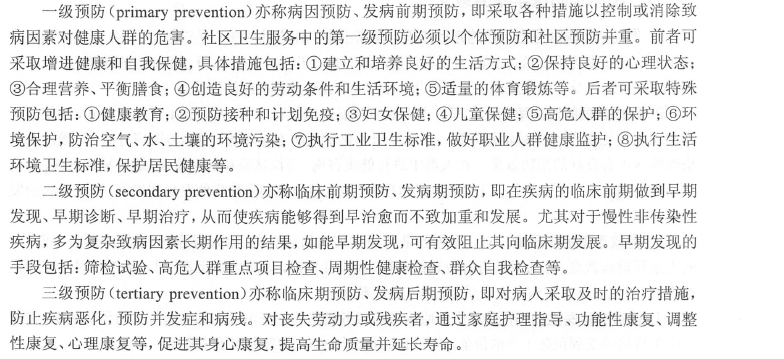 一级预防(primary prevention)亦称病因预防、发病前期预防,即采取各种措施以控制或消除致
病因素对健康人群的危害。社区卫生服务中的第一级预防必须以个体预防和社区预防并重。前者可
采取增进健康和自我保健,具体措施包括:①建立和培养良好的生活方式;②保持良好的心理状态;
③合理营养、平衡膳食;④创造良好的劳动条件和生活环境;⑤适量的体育锻炼等。后者可采取特殊
预防包括:①健康教育;②预防接种和计划免疫;③妇女保健;④儿童保健;⑤高危人群的保护;⑥环
境保护,防治空气、水、土壤的环境污染;⑦执行工业卫生标准,做好职业人群健康监护;⑧执行生活
环境卫生标准,保护居民健康等。
二级预防(secondary prevention)亦称临床前期预防、发病期预防,即在疾病的临床前期做到早期
发现、早期诊断、早期治疗,从而使疾病能够得到早治愈而不致加重和发展。尤其对于慢性非传染性
疾病,多为复杂致病因素长期作用的结果,如能早期发现,可有效阻止其向临床期发展。早期发现的
手段包括:筛检试验、高危人群重点项目检查、周期性健康检查、群众自我检查等。
三级预防(tertiary prevention)亦称临床期预防、发病后期预防,即对病人采取及时的治疗措施,
防止疾病恶化,预防并发症和病残。对丧失劳动力或残疾者,通过家庭护理指导、功能性康复、调整
性康复、心理康复等,促进其身心康复,提高生命质量并延长寿命。